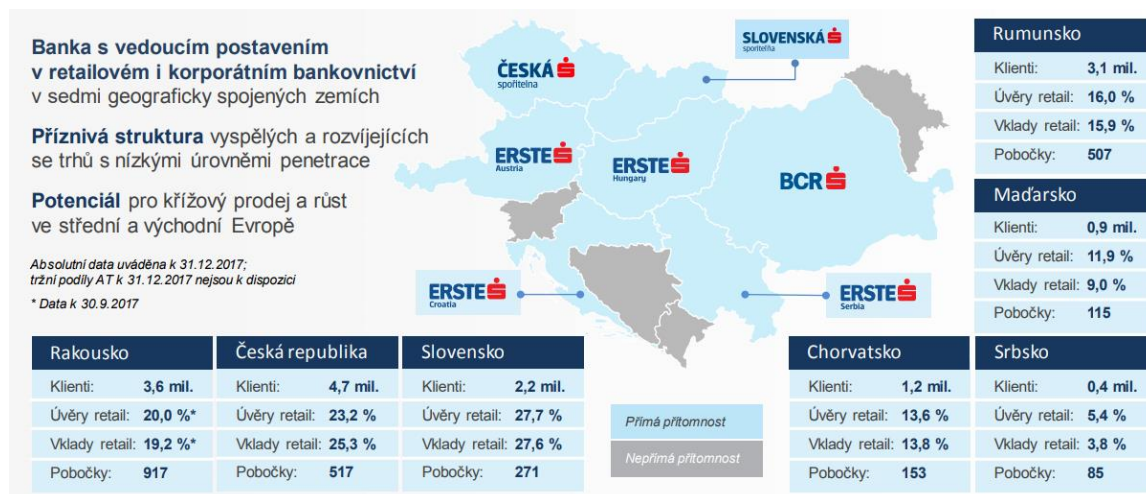 Banka s vedoucím postavením
v retailovém i korporátním bankovnictví
v sedmi geograficky spojených zemích
Příznivá struktura vyspělých a rozvíjejících
se trhů s nízkými úrovněmi penetrace
Potenciál pro křížový prodej a růst
ve střední a východní Evropě
Absolutní data uváděna k 31.12.2017;
tržní podíly AT k 31.12.2017 nejsou k dispozici
* Data k 30.9.2017
ČESKÁ
spořitelna
SLOVENSKÁ
sporiteľňa
ERSTE
Austria
ERSTE
Hungary
BCR
ERSTE
Croatia
ERSTE
Serbia
Rumunsko
Klienti: 3,1 mil.
Úvěry retail: 16,0 %
Vklady retail: 15,9 %
Pobočky: 507
Maďarsko
Klienti: 0,9 mil.
Úvěry retail: 11,9 %
Vklady retail: 9,0 %
Pobočky: 115
Rakousko
Klienti: 3,6 mil.
Úvěry retail: 20,0 %*
Vklady retail: 19,2 %*
Pobočky: 917
Česká republika
Klienti: 4,7 mil.
Úvěry retail: 23,2 %
Vklady retail: 25,3 %
Pobočky: 517
Slovensko
Klienti: 2,2 mil.
Úvěry retail: 27,7 %
Vklady retail: 27,6 %
Pobočky: 271
Přímá přítomnost
Nepřímá přítomnost
Chorvatsko
Klienti: 1,2 mil.
Úvěry retail: 13,6 %
Vklady retail: 13,8 %
Pobočky: 153
Srbsko
Klienti: 0,4 mil.
Úvěry retail: 5,4 %
Vklady retail: 3,8 %
Pobočky: 85